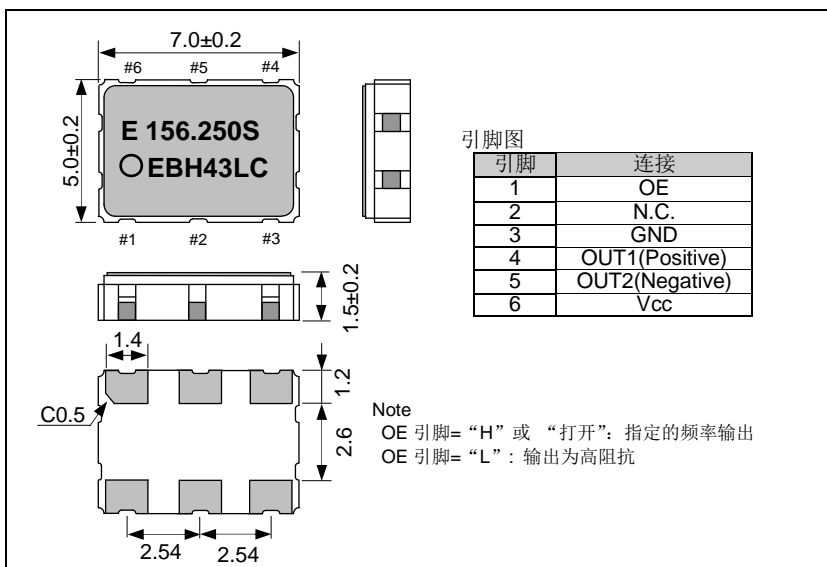 7.0±0.2
#6 #5 #4
5.0±0.2
E 156.250S
EBH43LC
#1 #2 #3
1.5±0.2
1.4
1.2
C0.5
2.6
2.54 2.54
引脚图
引脚 连接
1 OE
2 N.C.
3 GND
4 OUT1(Positive)
5 OUT2(Negative)
6 Vcc
Note
OE 引脚= “H” 或 “打开”: 指定的频率输出
OE 引脚= “L” : 输出为高阻抗